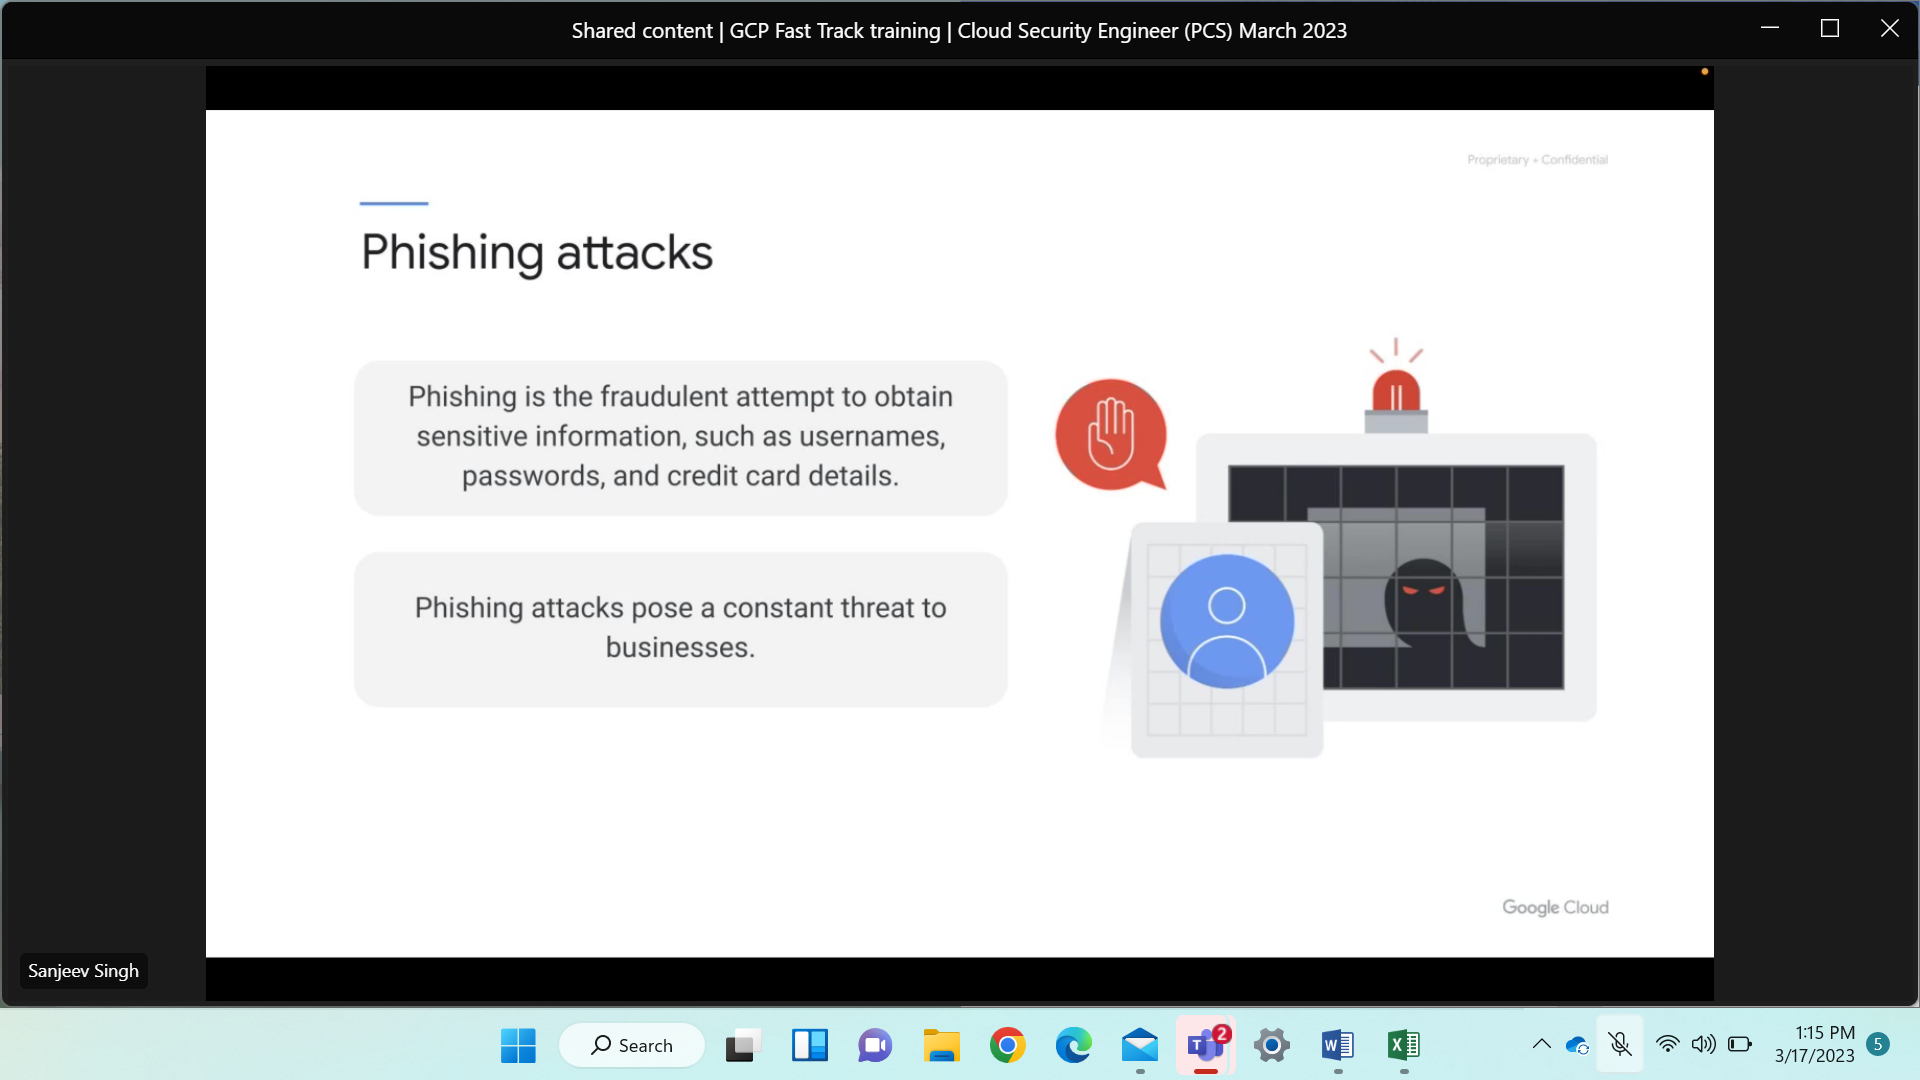 Shared content | GCP Fast Track training | Cloud Security Engineer (PCS) March 2023
Proprietary + Confidential
Phishing attacks
Phishing is the fraudulent attempt to obtain
sensitive information, such as usernames,
passwords, and credit card details.
Phishing attacks pose a constant threat to
businesses.
Google Cloud
Sanjeev Singh
Search
T
2
W
X
1:15 PM
3/17/2023
5